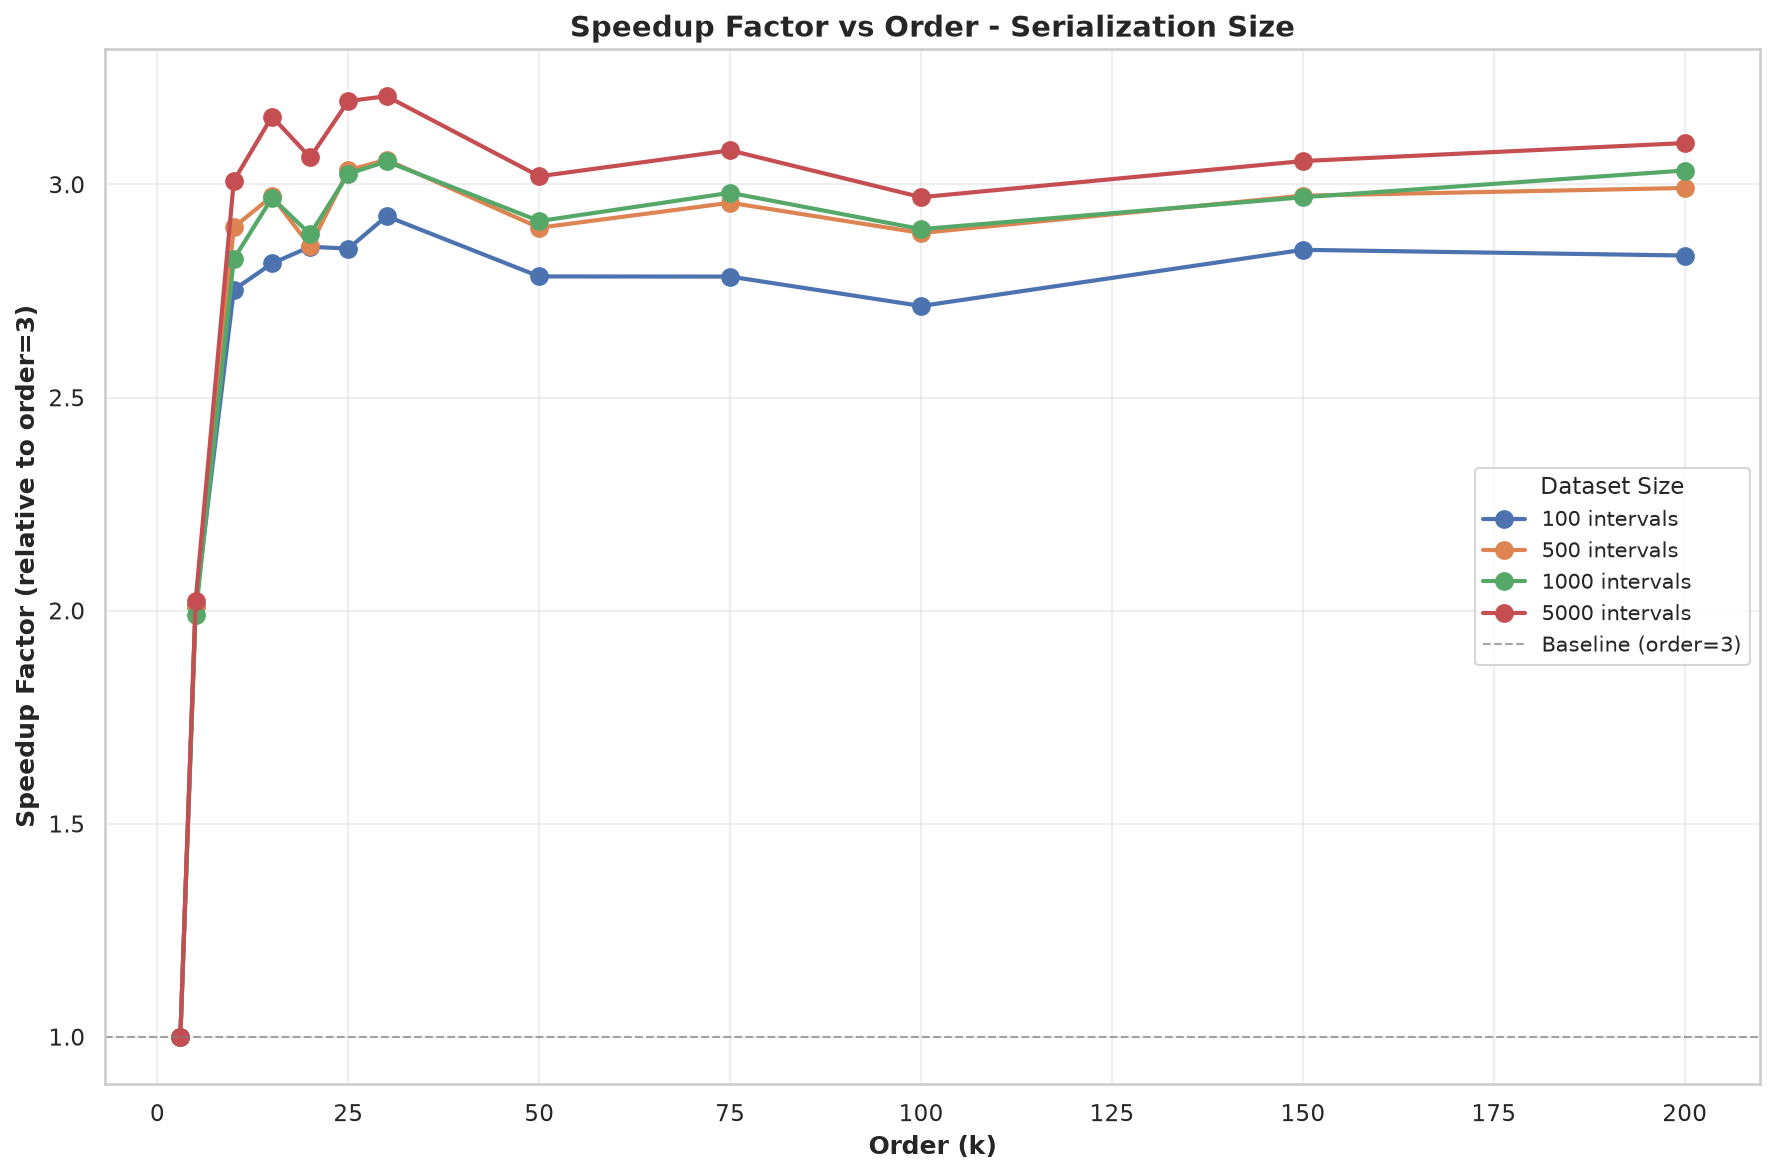 Speedup Factor vs Order - Serialization Size
Speedup Factor (relative to order=3)
3.0
2.5
2.0
1.5
1.0
Dataset Size
100 intervals
500 intervals
1000 intervals
5000 intervals
Baseline (order=3)
0 25 50 75 100 125 150 175 200
Order (k)